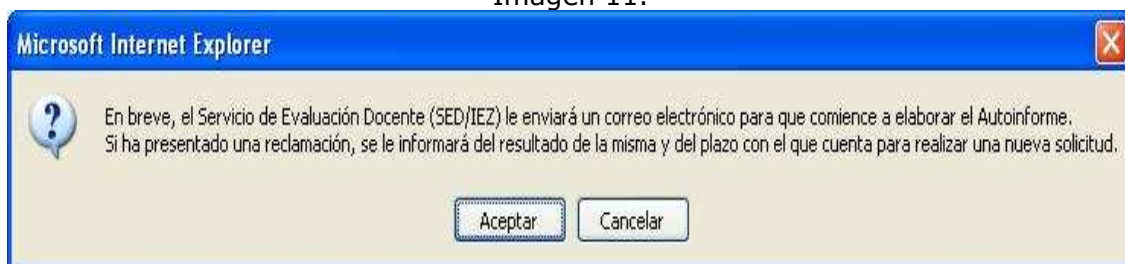 Imagen 11.
Microsoft Internet Explorer
En breve, el Servicio de Evaluación Docente (SED/IEZ) le enviará un correo electrónico para que comience a elaborar el Autoinforme.
Si ha presentado una reclamación, se le informará del resultado de la misma y del plazo con el que cuenta para realizar una nueva solicitud.
Aceptar Cancelar